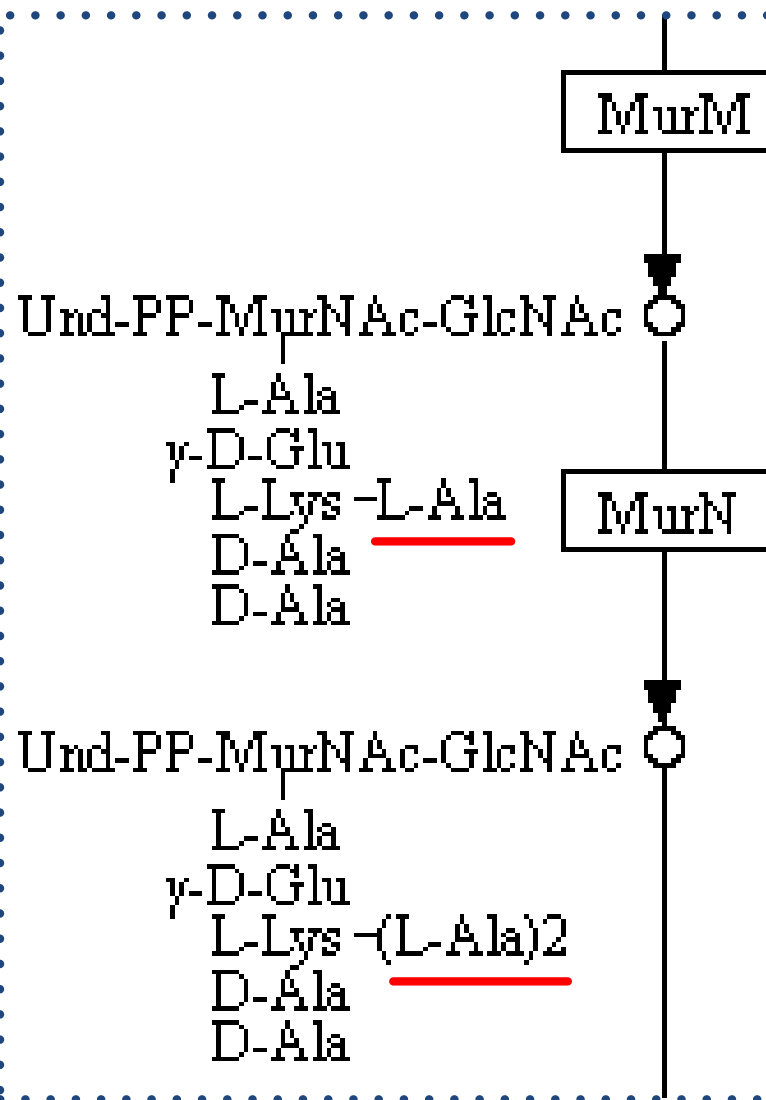 MurM
Und-PP-MurNAc-GlcNAc
L-Ala
γ-D-Glu
L-Lys -L-Ala
D-Ala
D-Ala
MurN
Und-PP-MurNAc-GlcNAc
L-Ala
γ-D-Glu
L-Lys -(L-Ala)2
D-Ala
D-Ala